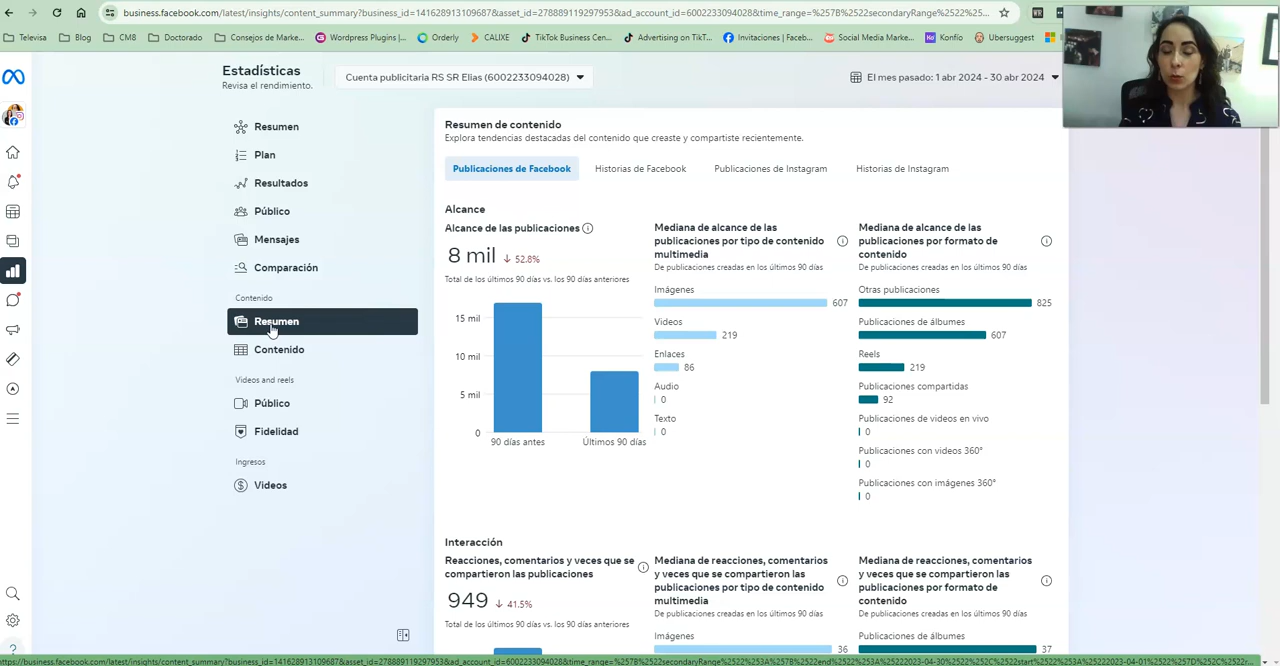 business.facebook.com/latest/insights/content_summary?business_id=141628913109687&asset_id=278889119297953&ad_account_id=6002233094028&time_range=%257B%2522secondaryRange%2522%25...
Televisa
Blog
CM8
Doctorado
Consejos de Marke...
Wordpress Plugins |...
Orderly
CALIXE
TikTok Business Cen...
Advertising on TikT...
Invitaciones | Faceb...
Social Media Marke...
Konfio
Ubersuggest
Estadísticas
Revisa el rendimiento.
Cuenta publicitaria RS SR Elias (6002233094028)
El mes pasado: 1 abr 2024 - 30 abr 2024
Resumen
Plan
Resultados
Público
Mensajes
Comparación
Contenido
Resumen
Contenido
Videos and reels
Público
Fidelidad
Ingresos
Videos
Resumen de contenido
Explora tendencias destacadas del contenido que creaste y compartiste recientemente.
Publicaciones de Facebook
Historias de Facebook
Publicaciones de Instagram
Historias de Instagram
Alcance
Alcance de las publicaciones
8 mil ↓ 52.8%
Total de los últimos 90 días vs. los 90 días anteriores
15 mil
10 mil
5 mil
0
90 días antes
Últimos 90 días
Mediana de alcance de las
publicaciones por tipo de contenido
multimedia
De publicaciones creadas en los últimos 90 días
Imágenes
607
Videos
219
Enlaces
86
Audio
0
Texto
0
Mediana de alcance de las
publicaciones por formato de
contenido
De publicaciones creadas en los últimos 90 días
Otras publicaciones
825
Publicaciones de álbumes
607
Reels
219
Publicaciones compartidas
92
Publicaciones de videos en vivo
0
Publicaciones con videos 360°
0
Publicaciones con imágenes 360°
0
Interacción
Reacciones, comentarios y veces que se
compartieron las publicaciones
949 ↓ 41.5%
Total de los últimos 90 días vs. los 90 días anteriores
Mediana de reacciones, comentarios
y veces que se compartieron las
publicaciones por tipo de contenido
multimedia
De publicaciones creadas en los últimos 90 días
Imágenes
36
Mediana de reacciones, comentarios
y veces que se compartieron las
publicaciones por formato de
contenido
De publicaciones creadas en los últimos 90 días
Publicaciones de álbumes
37